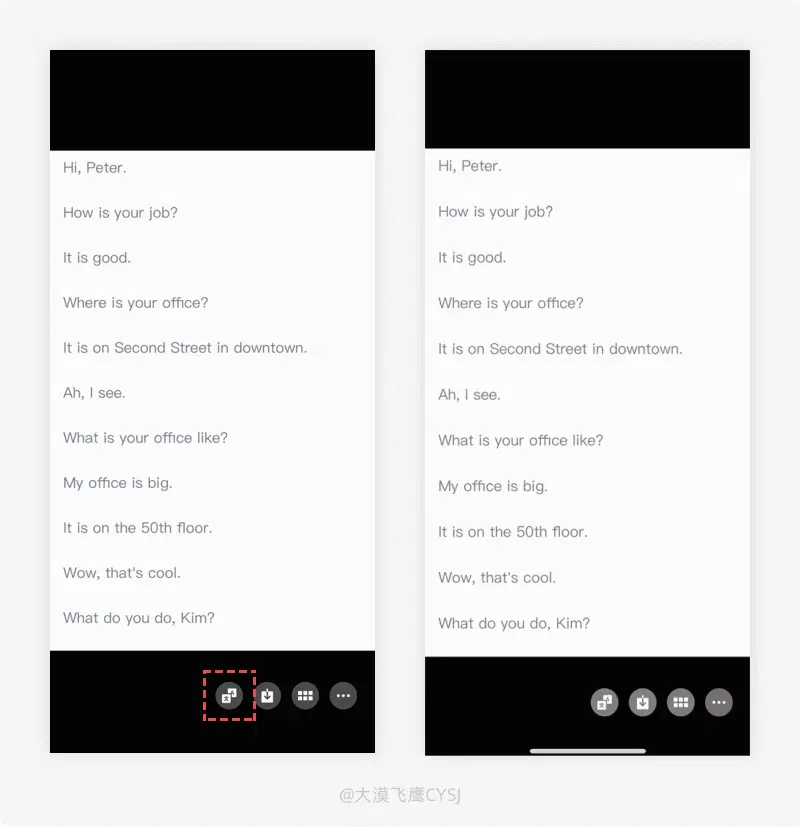 Hi, Peter.
How is your job?
It is good.
Where is your office?
It is on Second Street in downtown.
Ah, I see.
What is your office like?
My office is big.
It is on the 50th floor.
Wow, that's cool.
What do you do, Kim?
Hi, Peter.
How is your job?
It is good.
Where is your office?
It is on Second Street in downtown.
Ah, I see.
What is your office like?
My office is big.
It is on the 50th floor.
Wow, that's cool.
What do you do, Kim?
@大漠飞鹰CYSJ